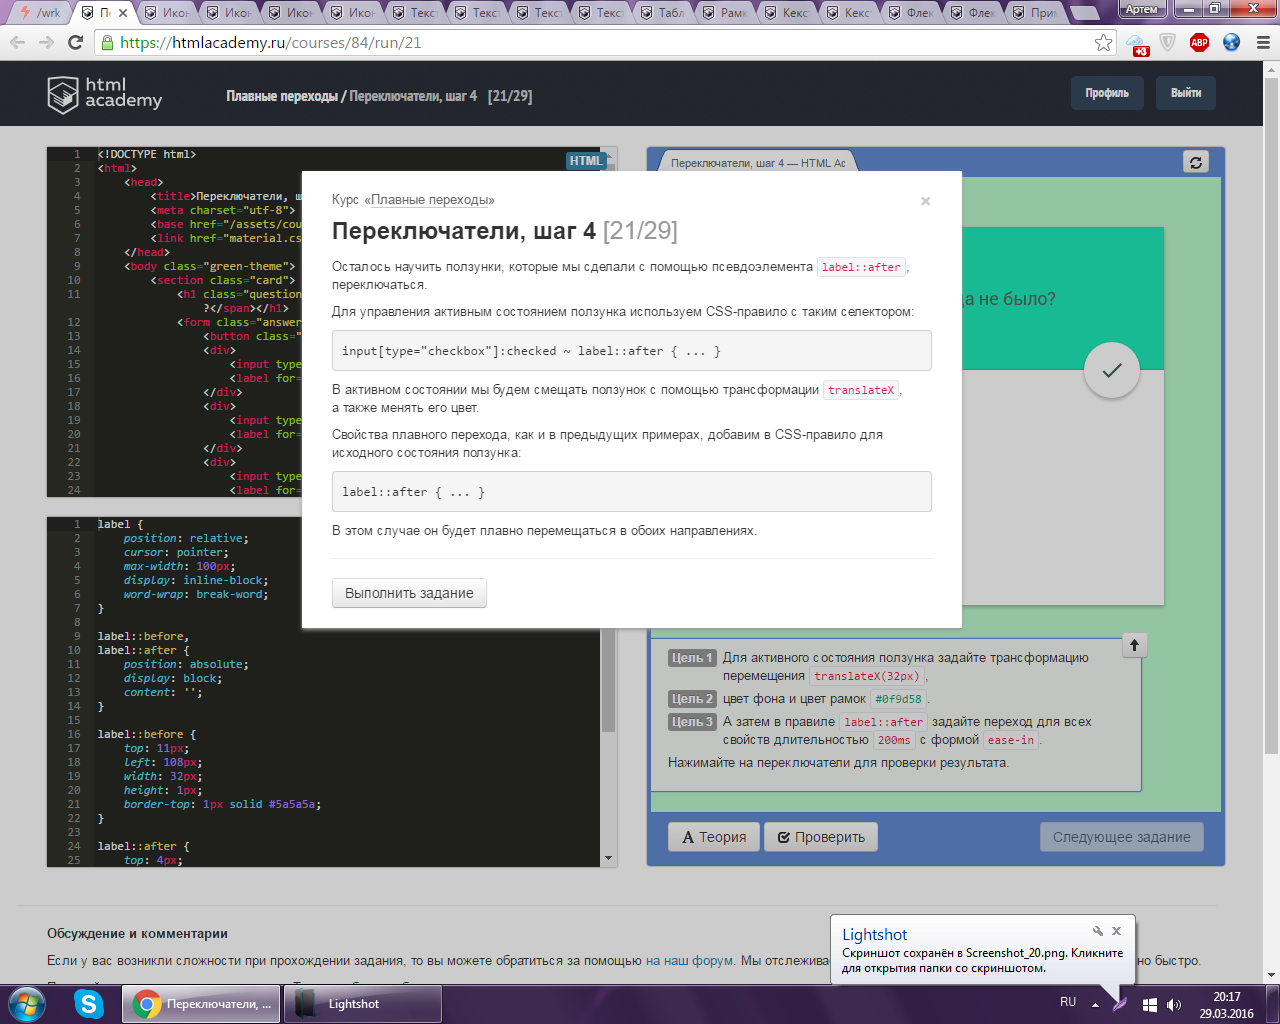 /wrk
Пе
Икон
Икон
Икон
Икон
Текст
Текст
Текст
Текст
Табл
Рамк
Кекс
Кекс
Флек
Флек
При
Артем
https://htmlacademy.ru/courses/84/run/21
+3
ABP
html
academy
Плавные переходы / Переключатели, шаг 4 [21/29]
Профиль
Выйти
HTML
1 <!DOCTYPE html>
2 <html>
3 <head>
4 <title>Переключатели, ш
5 <meta charset="utf-8">
6 <base href="/assets/cou
7 <link href="material.cs
8 </head>
9 <body class="green-theme">
10 <section class="card">
11 <h1 class="question
?</span></h1>
12 <form class="answer
13 <button class="
14 <div>
15 <input type
16 <label for=
17 </div>
18 <div>
19 <input type
20 <label for=
21 </div>
22 <div>
23 <input type
24 <label for=
1 label {
2 position: relative;
3 cursor: pointer;
4 max-width: 100px;
5 display: inline-block;
6 word-wrap: break-word;
7 }
8
9 label::before,
10 label::after {
11 position: absolute;
12 display: block;
13 content: '';
14 }
15
16 label::before {
17 top: 11px;
18 left: 108px;
19 width: 32px;
20 height: 1px;
21 border-top: 1px solid #5a5a5a;
22 }
23
24 label::after {
25 top: 4px;
Курс «Плавные переходы»
×
Переключатели, шаг 4 [21/29]
Осталось научить ползунки, которые мы сделали с помощью псевдоэлемента label::after,
переключаться.
Для управления активным состоянием ползунка используем CSS-правило с таким селектором:
input[type="checkbox"]:checked ~ label::after { ... }
В активном состоянии мы будем смещать ползунок с помощью трансформации translateX,
а также менять его цвет.
Свойства плавного перехода, как и в предыдущих примерах, добавим в CSS-правило для
исходного состояния ползунка:
label::after { ... }
В этом случае он будет плавно перемещаться в обоих направлениях.
Выполнить задание
Переключатели, шаг 4 — HTML Ac
да не было?
Цель 1 Для активного состояния ползунка задайте трансформацию
перемещения translateX(32px),
Цель 2 цвет фона и цвет рамок #0f9d58.
Цель 3 А затем в правиле label::after задайте переход для всех
свойств длительностью 200ms с формой ease-in.
Нажимайте на переключатели для проверки результата.
Теория
Проверить
Следующее задание
Обсуждение и комментарии
Если у вас возникли сложности при прохождении задания, то вы можете обратиться за помощью на наш форум. Мы отслежива
но быстро.
Lightshot
Скриншот сохранён в Screenshot_20.png. Кликните
для открытия папки со скриншотом.
Переключатели, ...
Lightshot
RU
20:17
29.03.2016